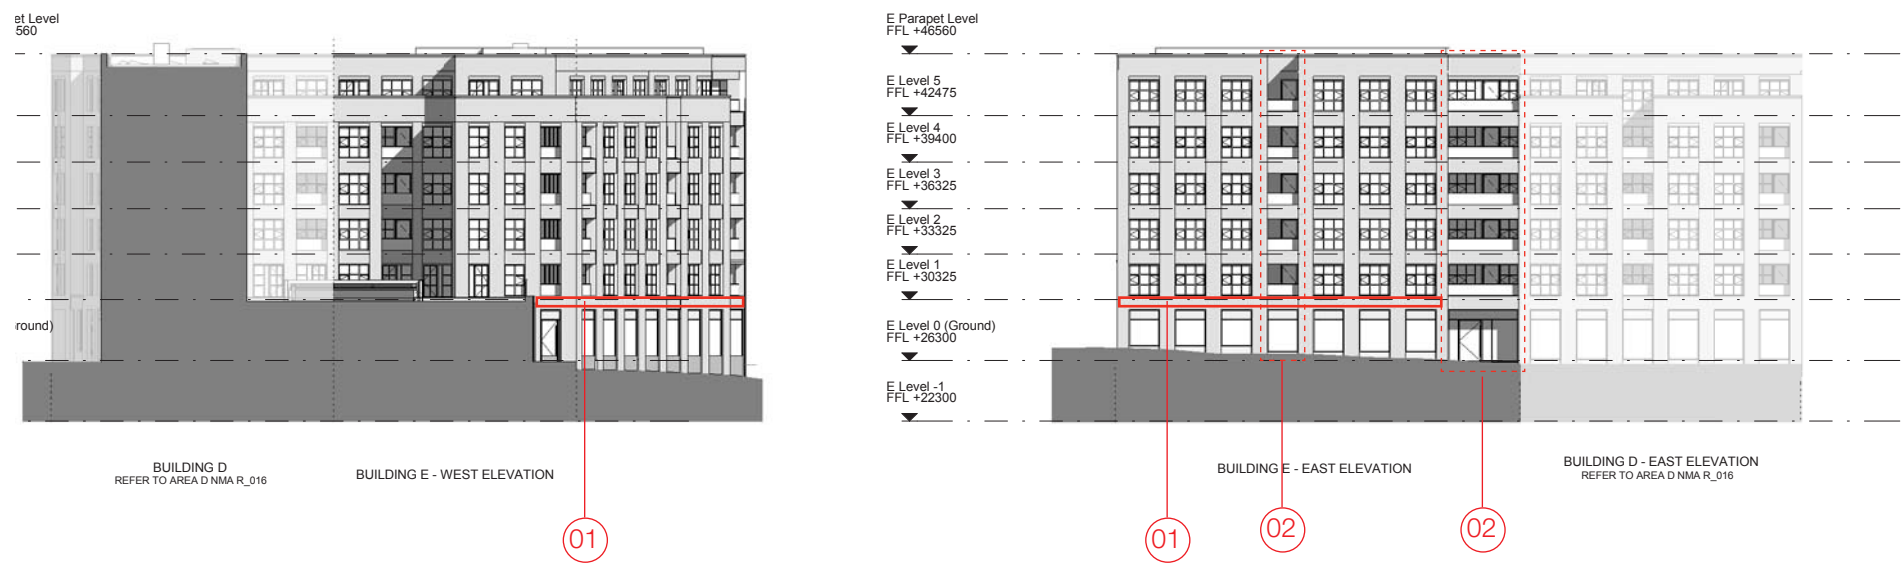 et Level
560
round)
BUILDING D
REFER TO AREA D NMA R_016
BUILDING E - WEST ELEVATION
01
E Parapet Level
FFL +46560
E Level 5
FFL +42475
E Level 4
FFL +39400
E Level 3
FFL +36325
E Level 2
FFL +33325
E Level 1
FFL +30325
E Level 0 (Ground)
FFL +26300
E Level -1
FFL +22300
BUILDING E - EAST ELEVATION
BUILDING D - EAST ELEVATION
REFER TO AREA D NMA R_016
01
02
02